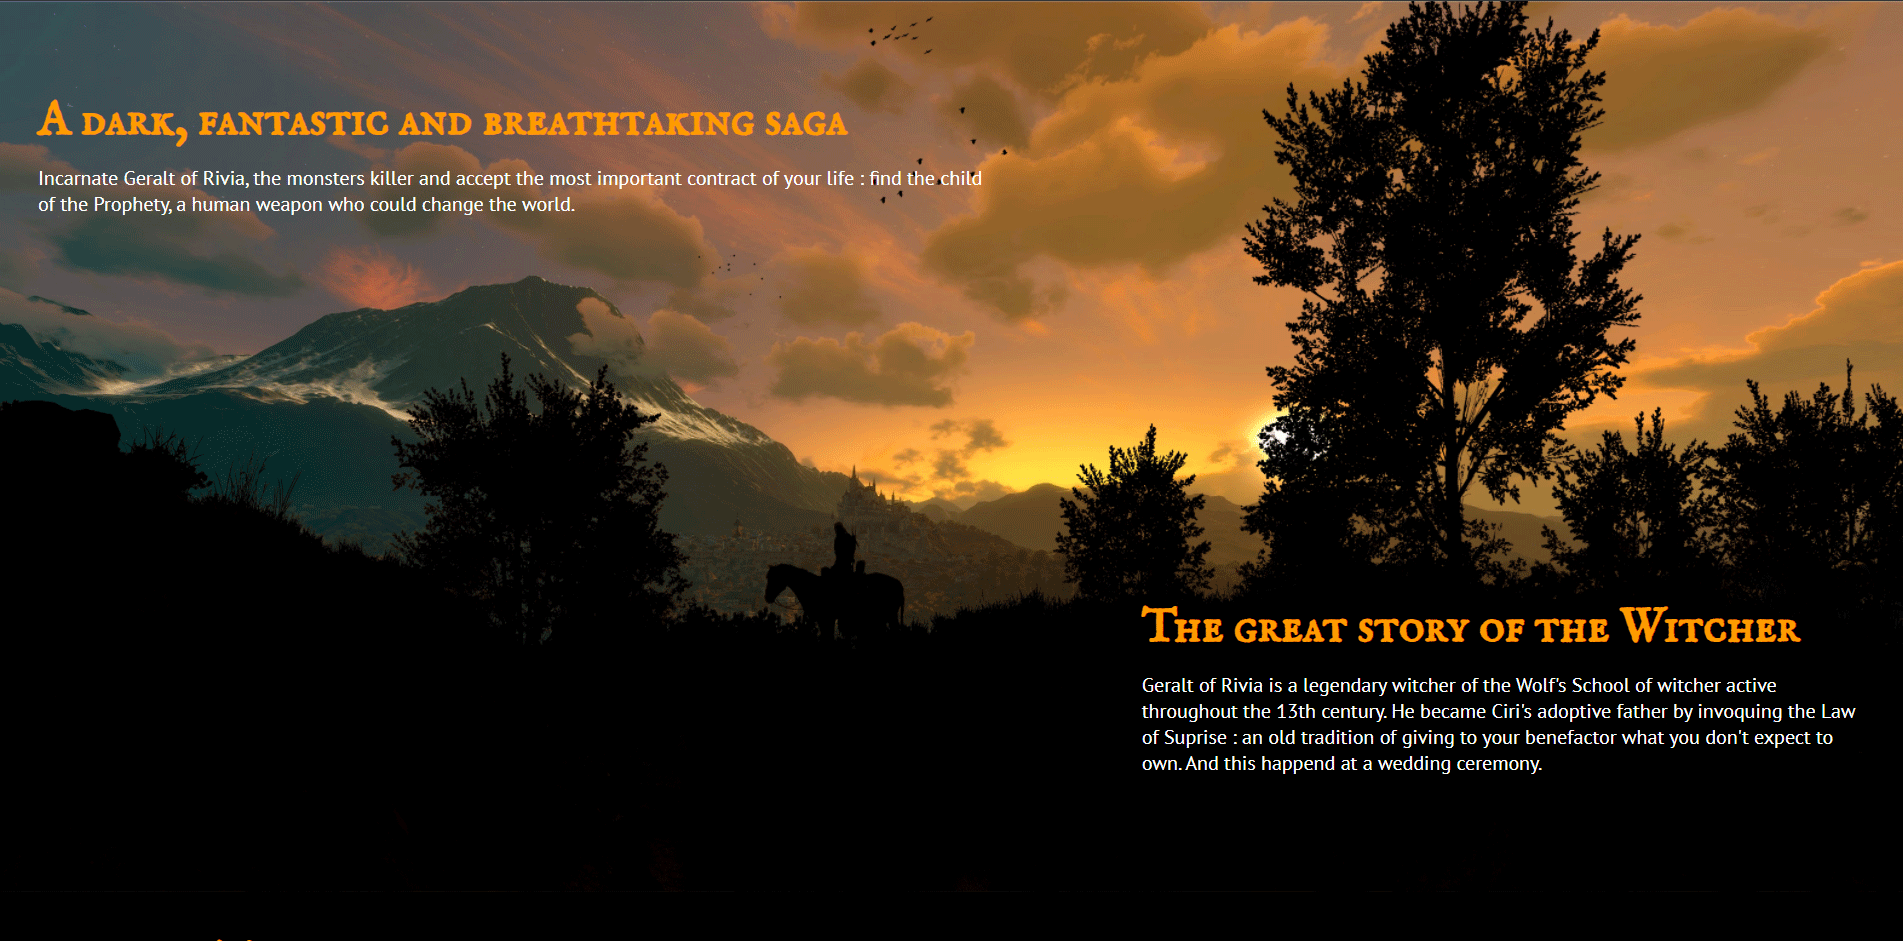 A dark, fantastic and breathtaking saga
Incarnate Geralt of Rivia, the monsters killer and accept the most important contract of your life : find the child
of the Prophety, a human weapon who could change the world.
The great story of the Witcher
Geralt of Rivia is a legendary witcher of the Wolf's School of witcher active
throughout the 13th century. He became Ciri's adoptive father by invoquing the Law
of Suprise : an old tradition of giving to your benefactor what you don't expect to
own. And this happend at a wedding ceremony.